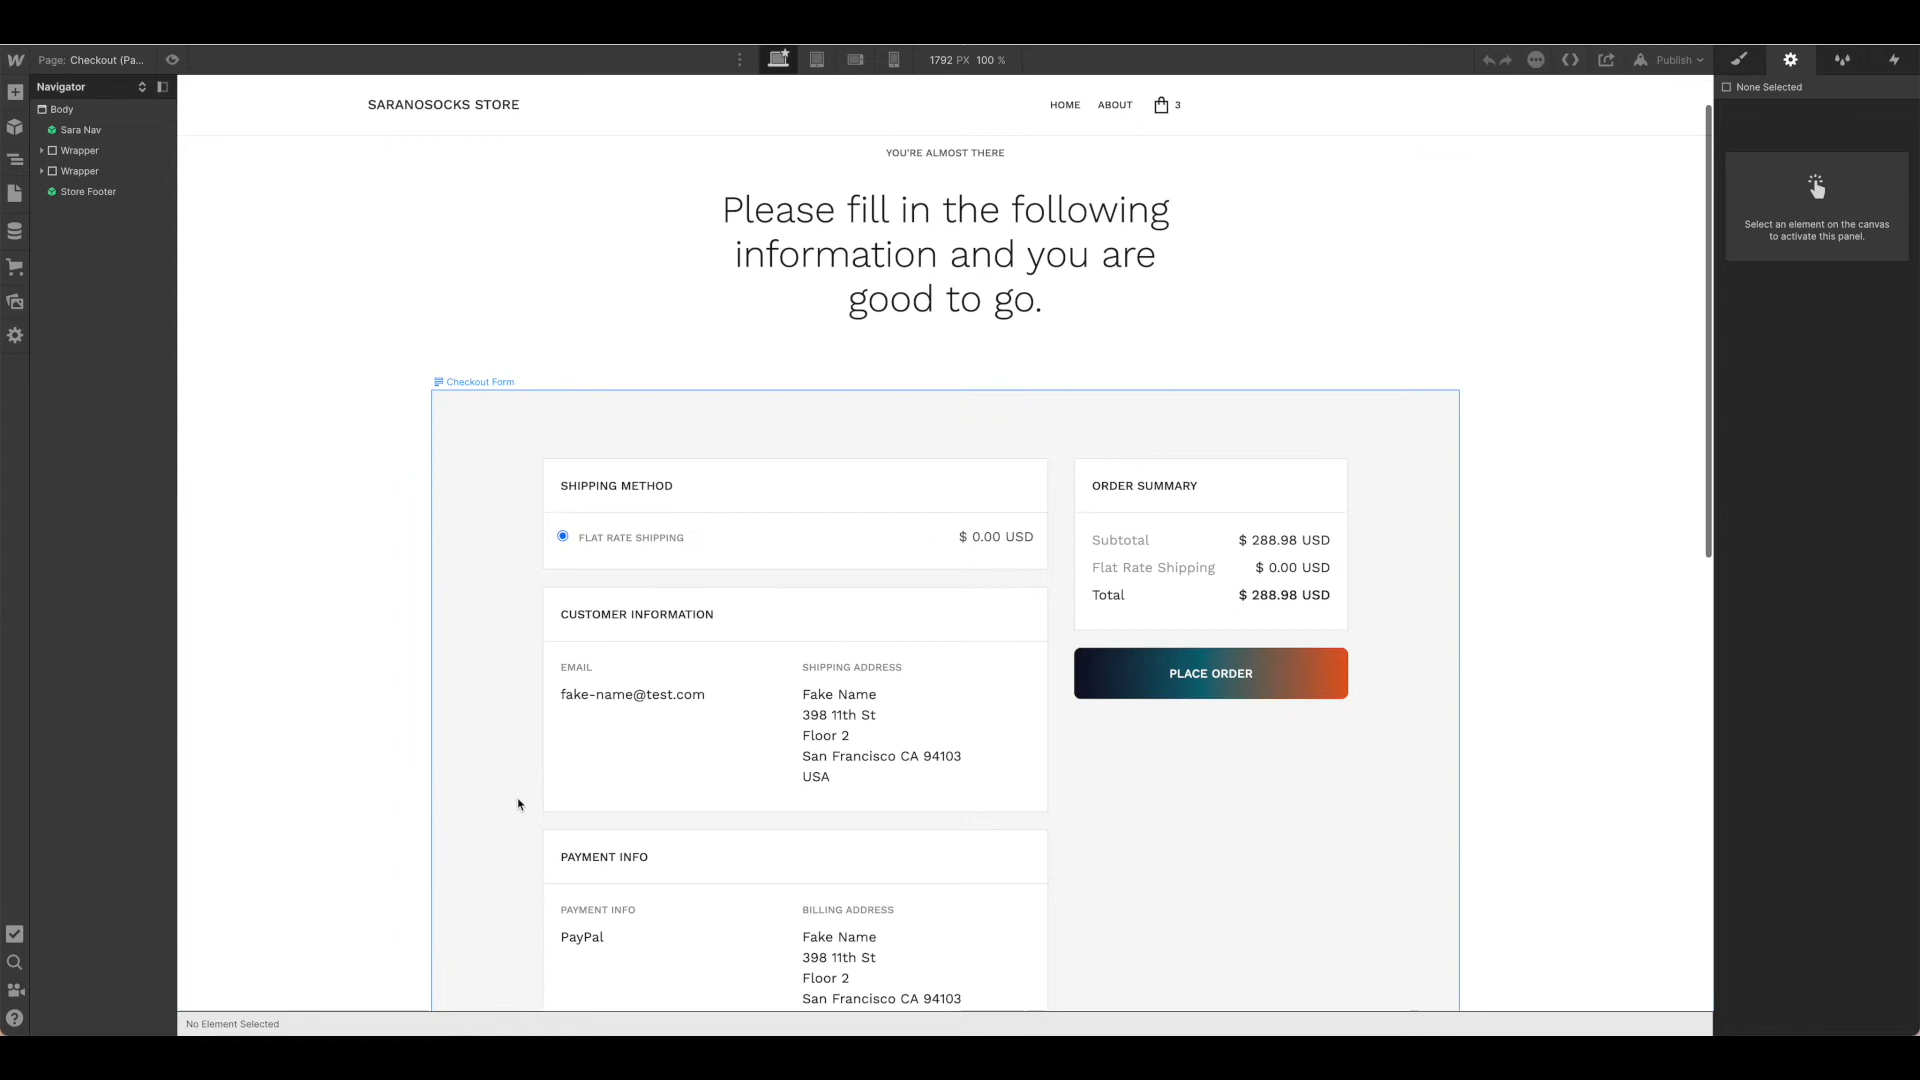 Page: Checkout (Pa...
1792 PX 100 %
Publish
Navigator
Body
Sara Nav
Wrapper
Wrapper
Store Footer
None Selected
Select an element on the canvas
to activate this panel.
SARANOSOCKS STORE
HOME
ABOUT
3
YOU'RE ALMOST THERE
Please fill in the following
information and you are
good to go.
Checkout Form
SHIPPING METHOD
FLAT RATE SHIPPING
$ 0.00 USD
CUSTOMER INFORMATION
EMAIL
fake-name@test.com
SHIPPING ADDRESS
Fake Name
398 11th St
Floor 2
San Francisco CA 94103
USA
PAYMENT INFO
PAYMENT INFO
PayPal
BILLING ADDRESS
Fake Name
398 11th St
Floor 2
San Francisco CA 94103
ORDER SUMMARY
Subtotal $ 288.98 USD
Flat Rate Shipping $ 0.00 USD
Total $ 288.98 USD
PLACE ORDER
No Element Selected